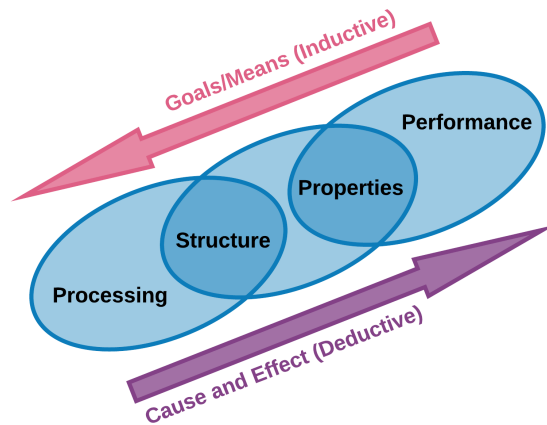 Goals/Means (Inductive)
Performance
Properties
Structure
Processing
Cause and Effect (Deductive)